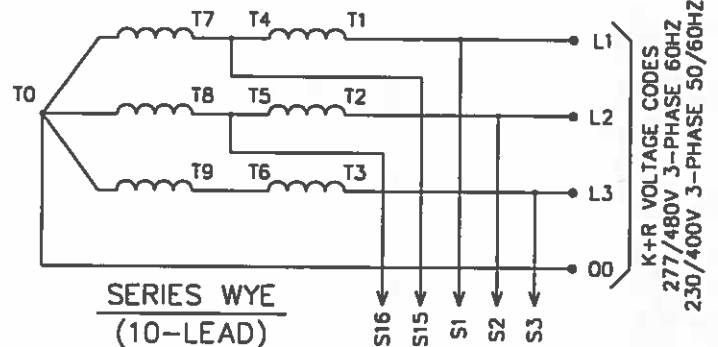 T7 T4 T1 L1
T0 T8 T5 T2 L2
T9 T6 T3 L3
00
S16 S15 S1 S2 S3
SERIES WYE
(10-LEAD)
K+R VOLTAGE CODES
277/480V 3-PHASE 60HZ
230/400V 3-PHASE 50/60HZ